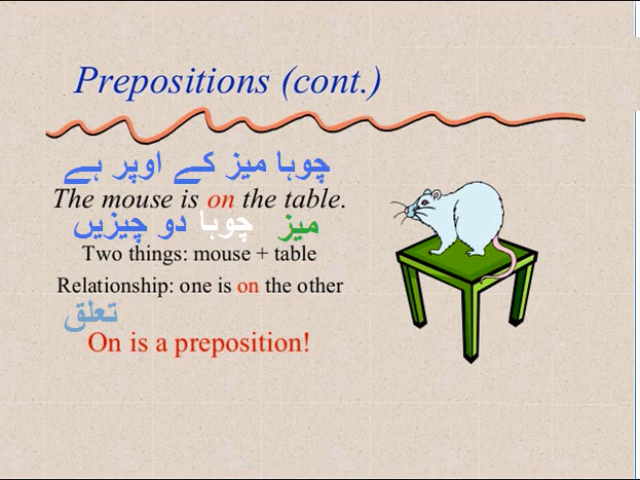 Prepositions (cont.)
چوہا میز کے اوپر ہے
The mouse is on the table.
میز چوہا دو چیزیں
Two things: mouse + table
Relationship: one is on the other
تعلق
On is a preposition!